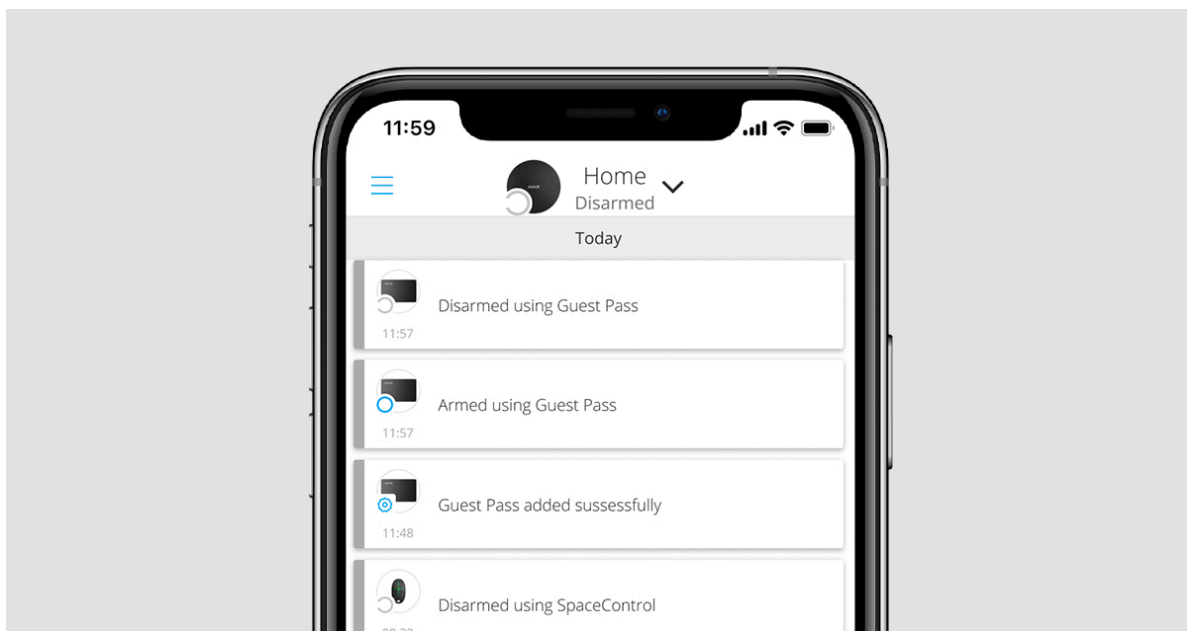 11:59
Home
Disarmed
Today
Disarmed using Guest Pass
11:57
Armed using Guest Pass
11:57
Guest Pass added sussessfully
11:48
Disarmed using SpaceControl